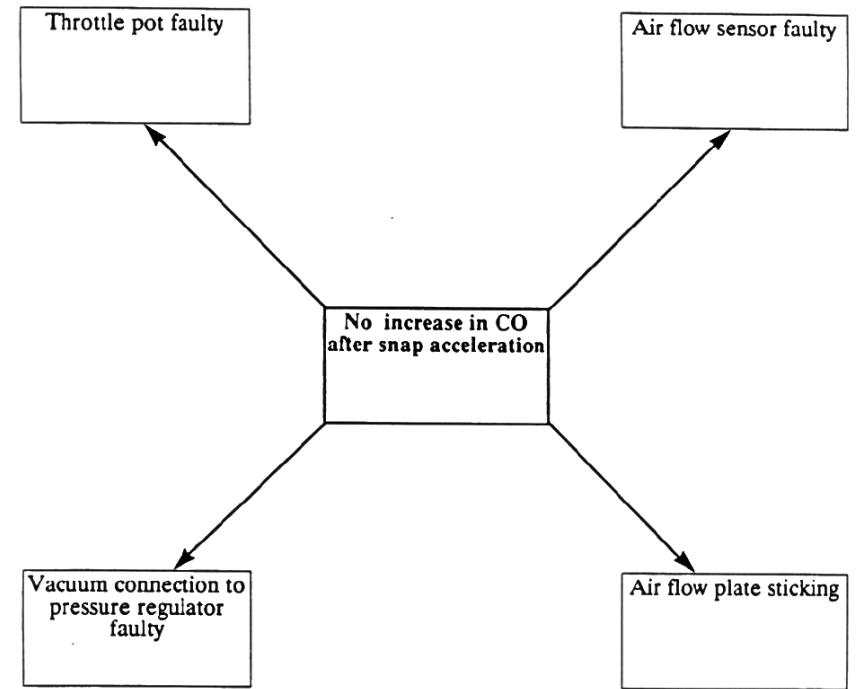 Throttle pot faulty
Air flow sensor faulty
No increase in CO
after snap acceleration
Vacuum connection to
pressure regulator
faulty
Air flow plate sticking